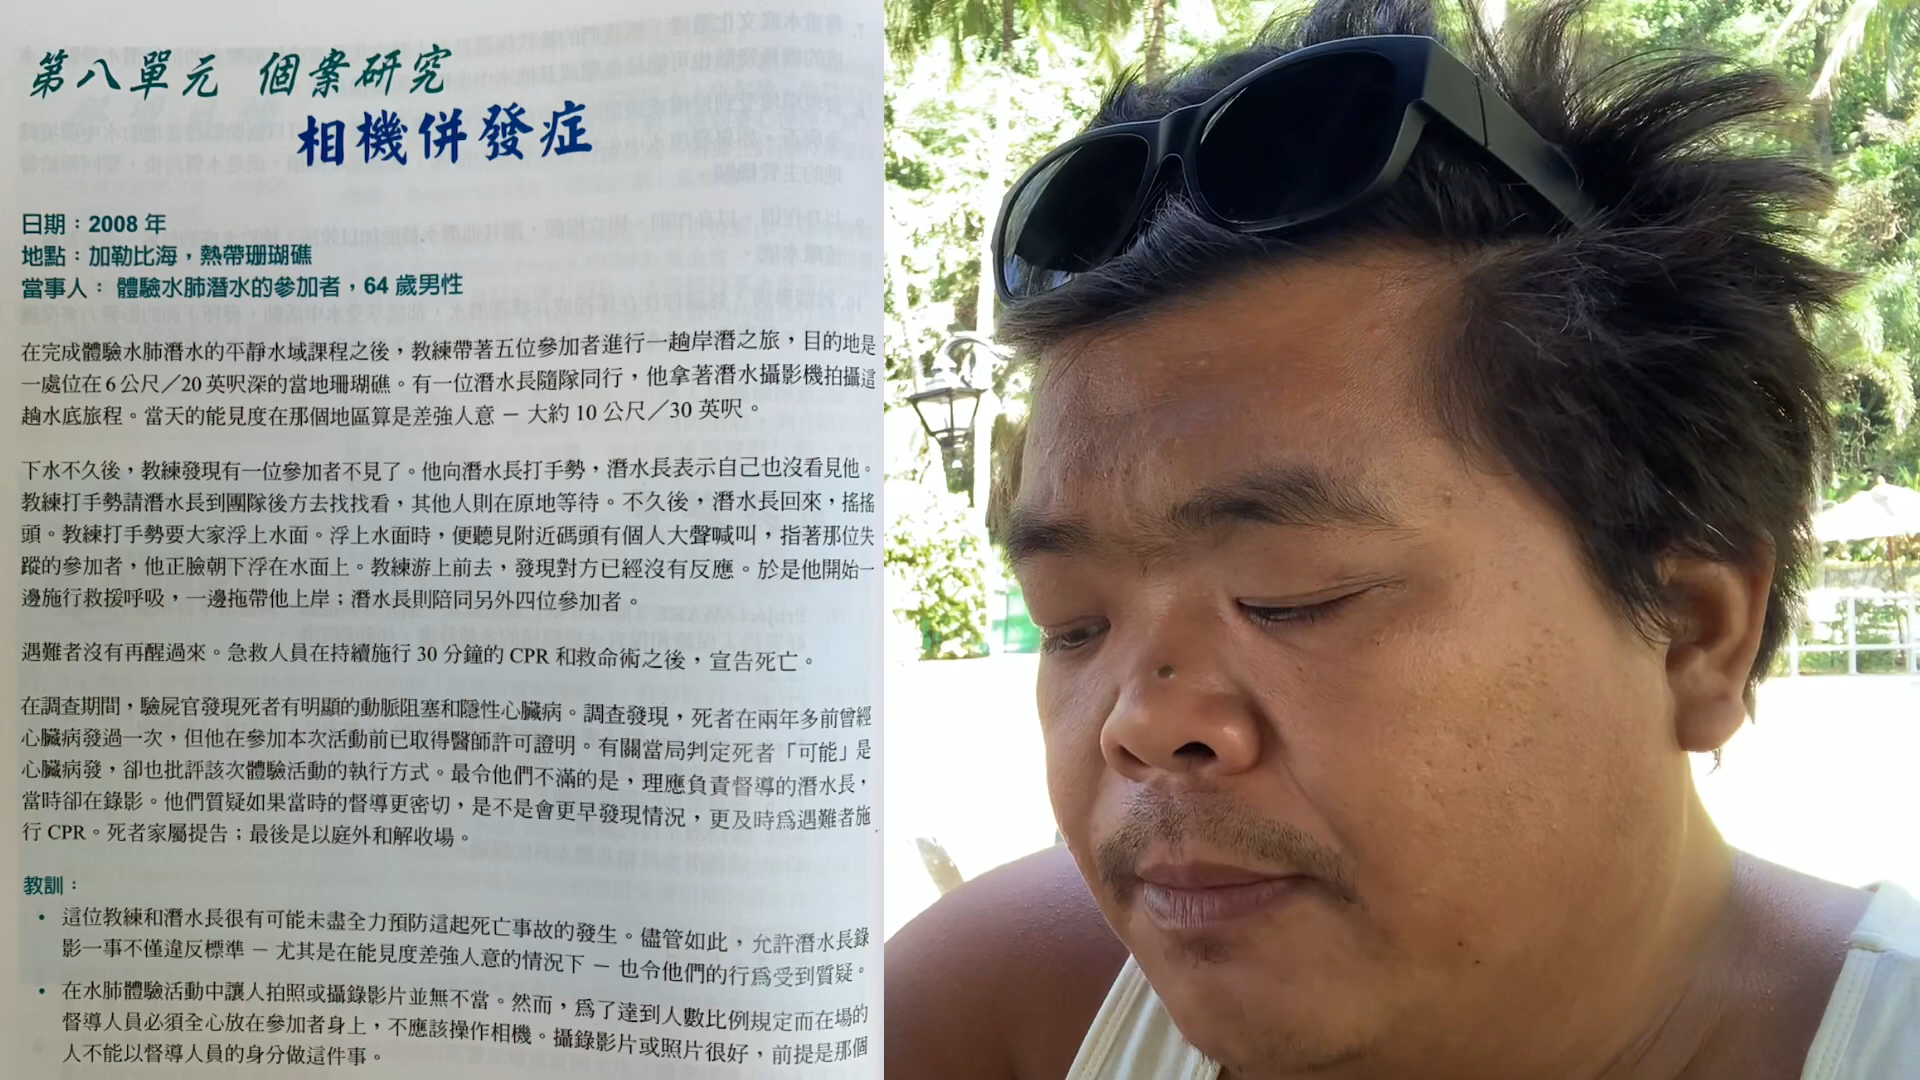 第八單元 個案研究
相機併發症
日期：2008 年
地點：加勒比海，熱帶珊瑚礁
當事人： 體驗水肺潛水的參加者，64 歲男性
在完成體驗水肺潛水的平靜水域課程之後，教練帶著五位參加者進行一趟岸潛之旅，目的地是
一處位在 6 公尺／20 英呎深的當地珊瑚礁。有一位潛水長隨隊同行，他拿著潛水攝影機拍攝這
趟水底旅程。當天的能見度在那個地區算是差強人意 － 大約 10 公尺／30 英呎。
下水不久後，教練發現有一位參加者不見了。他向潛水長打手勢，潛水長表示自己也沒看見他。
教練打手勢請潛水長到團隊後方去找找看，其他人則在原地等待。不久後，潛水長回來，搖搖
頭。教練打手勢要大家浮上水面。浮上水面時，便聽見附近碼頭有個人大聲喊叫，指著那位失
蹤的參加者，他正臉朝下浮在水面上。教練游上前去，發現對方已經沒有反應。於是他開始一
邊施行救援呼吸，一邊拖帶他上岸；潛水長則陪同另外四位參加者。
遇難者沒有再醒過來。急救人員在持續施行 30 分鐘的 CPR 和救命術之後，宣告死亡。
在調查期間，驗屍官發現死者有明顯的動脈阻塞和隱性心臟病。調查發現，死者在兩年多前曾經
心臟病發過一次，但他在參加本次活動前已取得醫師許可證明。有關當局判定死者「可能」是
心臟病發，卻也批評該次體驗活動的執行方式。最令他們不滿的是，理應負責督導的潛水長，
當時卻在錄影。他們質疑如果當時的督導更密切，是不是會更早發現情況，更及時為遇難者施
行 CPR。死者家屬提告；最後是以庭外和解收場。
教訓：
• 這位教練和潛水長很有可能未盡全力預防這起死亡事故的發生。儘管如此，允許潛水長錄
影一事不僅違反標準 － 尤其是在能見度差強人意的情況下 － 也令他們的行為受到質疑。
• 在水肺體驗活動中讓人拍照或攝錄影片並無不當。然而，為了達到人數比例規定而在場的
督導人員必須全心放在參加者身上，不應該操作相機。攝錄影片或照片很好，前提是那個
人不能以督導人員的身分做這件事。